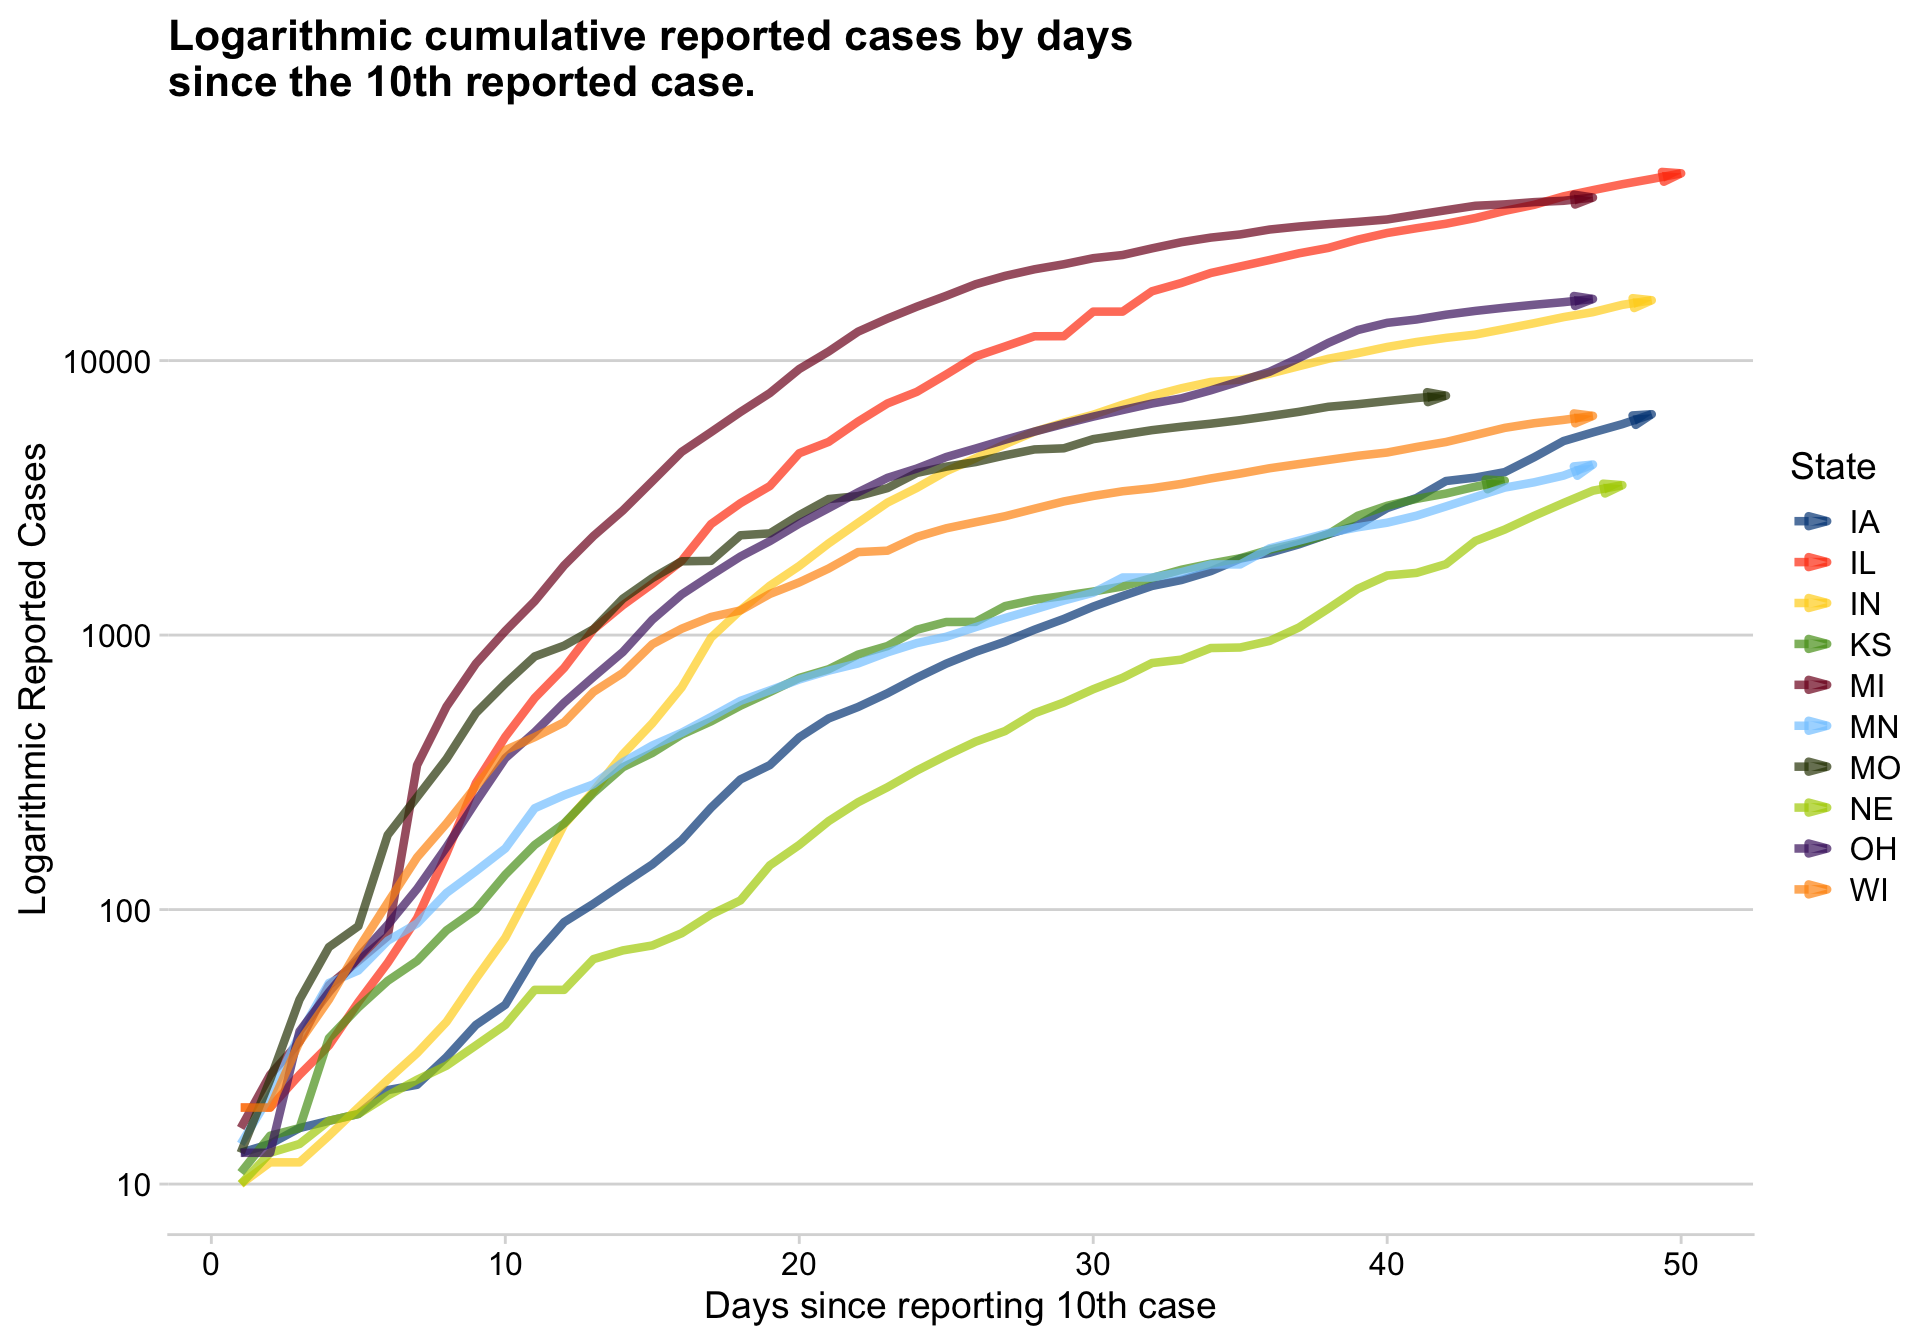 Logarithmic cumulative reported cases by days
since the 10th reported case.
Logarithmic Reported Cases
10000
1000
100
10
0 10 20 30 40 50
Days since reporting 10th case
State
IA
IL
IN
KS
MI
MN
MO
NE
OH
WI